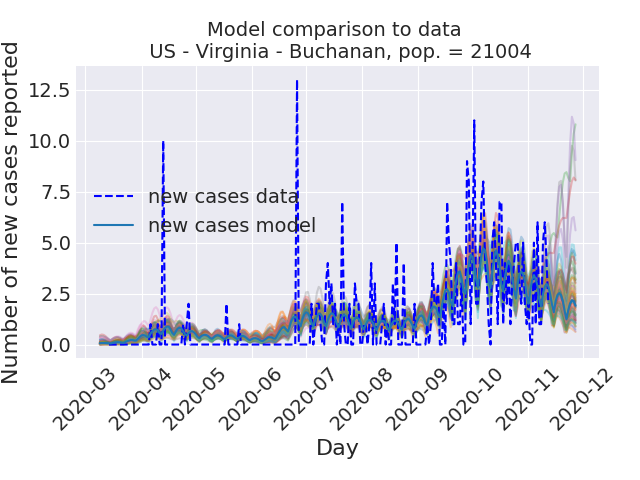 Model comparison to data
US - Virginia - Buchanan, pop. = 21004
Number of new cases reported
12.5
10.0
7.5
5.0
2.5
0.0
new cases data
new cases model
2020-03
2020-04
2020-05
2020-06
2020-07
2020-08
2020-09
2020-10
2020-11
2020-12
Day